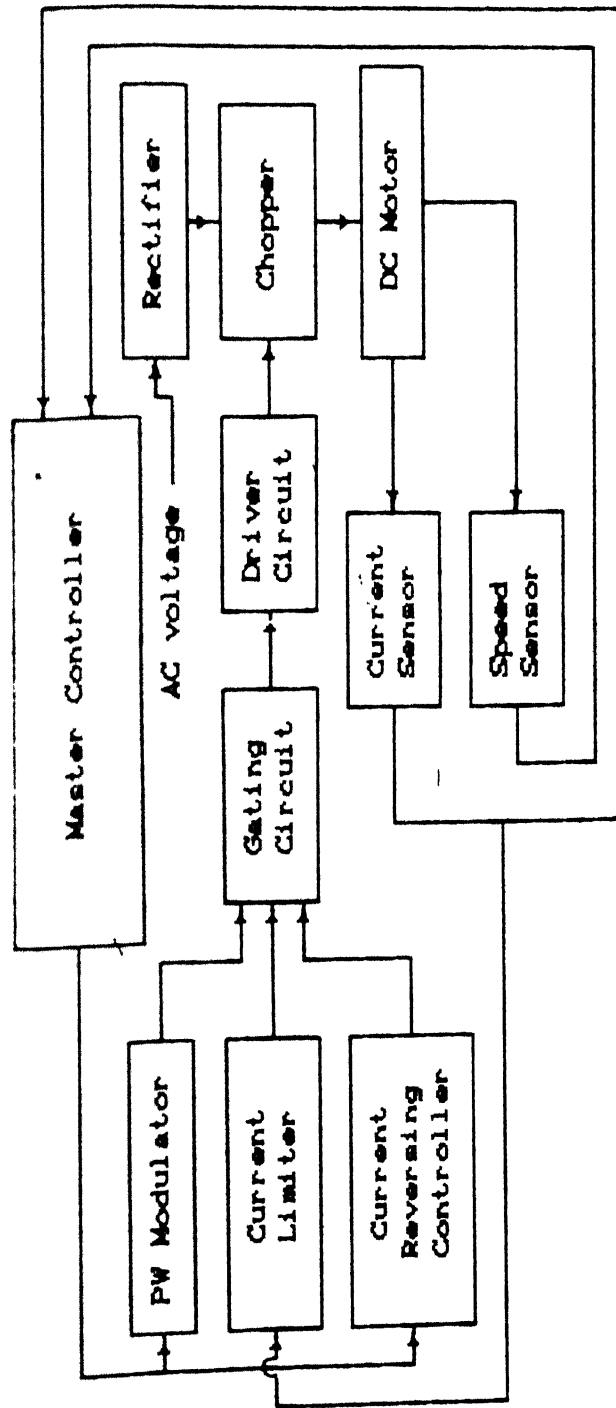 Master Controller
AC voltage
Rectifier
PW Modulator
Current
Limiter
Current
Reversing
Controller
Gating
Circuit
Driver
Circuit
Chopper
Current
Sensor
DC Motor
Speed
Sensor